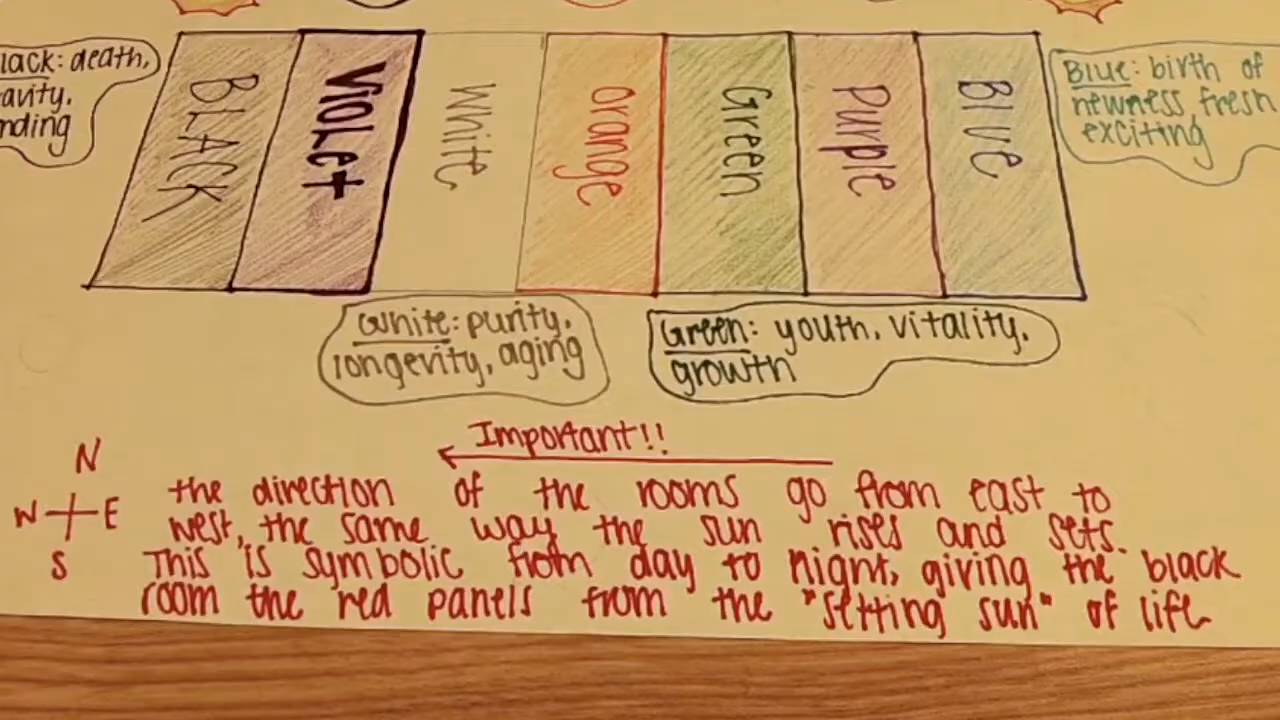 lack: death,
avity,
nding
BLACK
VIOLet
White
orange
Green
Purple
Blue
Blue: birth of
newness, fresh
exciting
White: purity,
longevity, aging
Green: youth, vitality,
growth
Important!!
N
W E
S
the direction of the rooms go from east to
west, the same way the sun rises and sets.
This is symbolic from day to night, giving the black
room the red panels from the "setting sun" of life